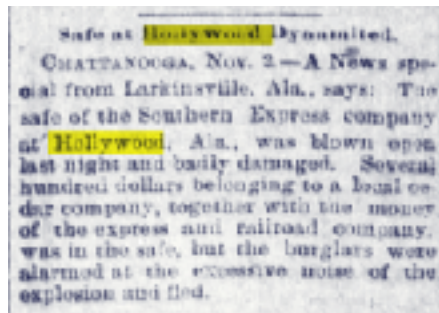 Safe at Hollywood Dynamited.
CHATTANOOGA, Nov. 2.—A News spe-
cial from Larkinsville, Ala., says: The
safe of the Southern Express company
at Hollywood, Ala., was blown open
last night and badly damaged. Several
hundred dollars belonging to a local ce-
dar company, together with the money
of the express and railroad company,
was in the safe, but the burglars were
alarmed at the excessive noise of the
explosion and fled.